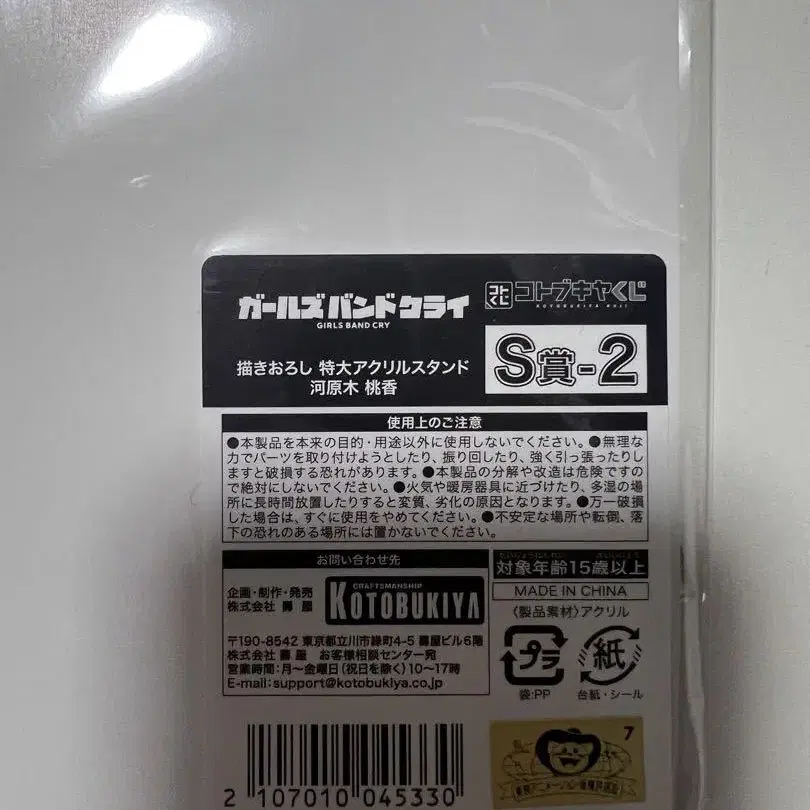 ガールズバンドクライ
GIRLS BAND CRY
コトくじ
コトブキヤくじ
KOTOBUKIYA KUJI
描きおろし 特大アクリルスタンド
河原木 桃香
S賞-2
使用上のご注意
●本製品を本来の目的・用途以外に使用しないでください。●無理な
力でパーツを取り付けようとしたり、振り回したり、強く引っ張ったりし
ますと破損する恐れがあります。●本製品の分解や改造は危険ですの
で絶対にしないでください。●火気や暖房器具に近づけたり、多湿の場
所に長時間放置したりすると変質、劣化の原因となります。●万一破損
した場合は、すぐに使用をやめてください。●不安定な場所や転倒、落
下の恐れのある場所には置かないでください。
お問い合わせ先
企画・制作・発売
株式会社 壽 屋
CRAFTSMANSHIP
KOTOBUKIYA
〒190-8542 東京都立川市緑町4-5 壽屋ビル6階
株式会社 壽 屋 お客様相談センター宛
営業時間:月〜金曜日(祝日を除く)10〜17時
E-mail:support@kotobukiya.co.jp
対象年齢15歳以上
MADE IN CHINA
〈製品素材〉アクリル
プラ
袋:PP
紙
台紙・シール
2 107010 045330
7